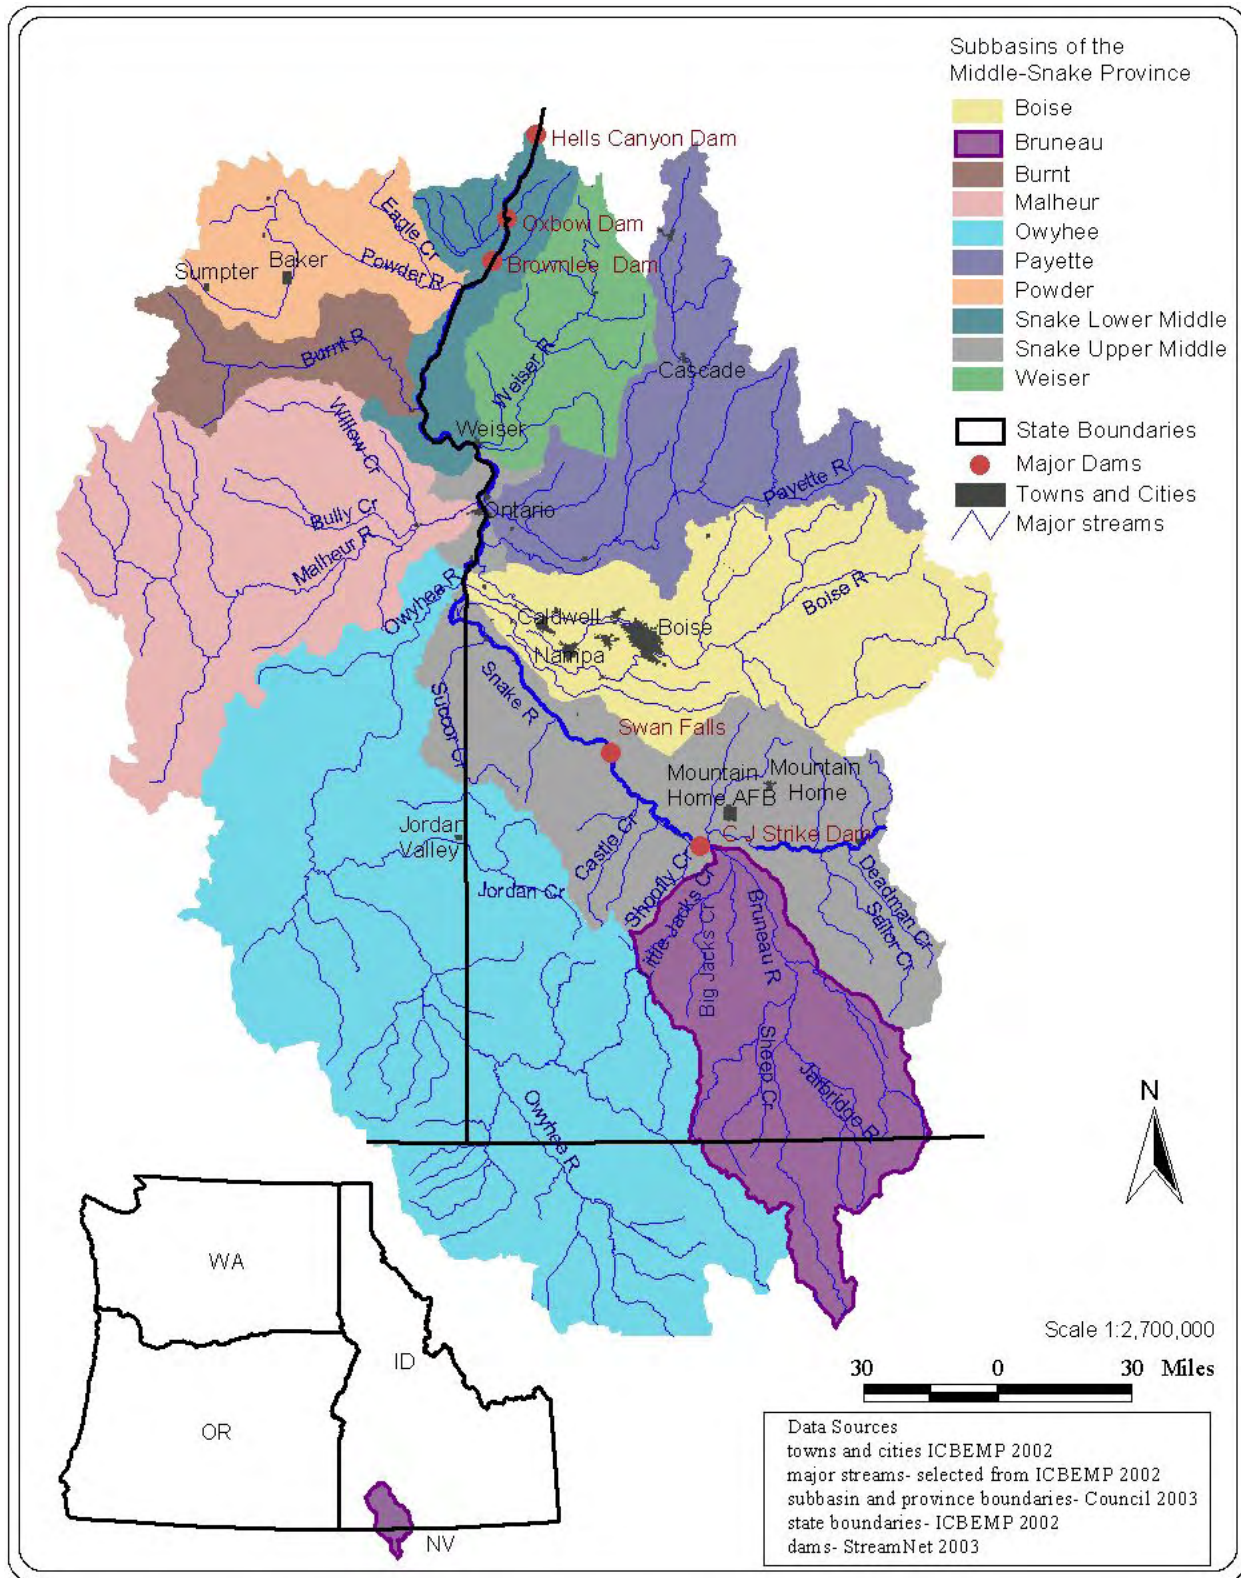 Subbasins of the
Middle-Snake Province
Boise
Bruneau
Burnt
Malheur
Owyhee
Payette
Powder
Snake Lower Middle
Snake Upper Middle
Weiser
State Boundaries
Major Dams
Towns and Cities
Major streams
Hells Canyon Dam
Oxbow Dam
Brownlee Dam
Eagle Cr
Powder R
Baker
Sumpter
Burnt R
Weiser R
Cascade
Weiser
Willow Cr
Bully Cr
Malheur R
Ontario
Payette R
Owyhea R
Boise R
Caldwell
Boise
Nampa
Snake R
Succor Cr
Swan Falls
Mountain
Home AFB
Mountain
Home
C J Strike Dam
Jordan
Valley
Jordan Cr
Castle Cr
Shoofly Cr
ittle Jacks Cr
Big Jacks Cr
Bruneau R
Deadman Cr
Sailor Cr
Sheep Cr
Jarbridge R
Owyhee R
N
WA
OR
ID
NV
Scale 1:2,700,000
30 0 30 Miles
Data Sources
towns and cities ICBEMP 2002
major streams- selected from ICBEMP 2002
subbasin and province boundaries- Council 2003
state boundaries- ICBEMP 2002
dams- StreamNet 2003